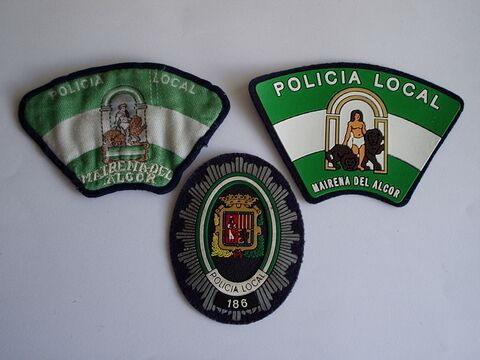 POLICIA LOCAL
MAIRENA DEL
ALCOR
POLICIA LOCAL
MAIRENA DEL ALCOR
POLICIA LOCAL
186